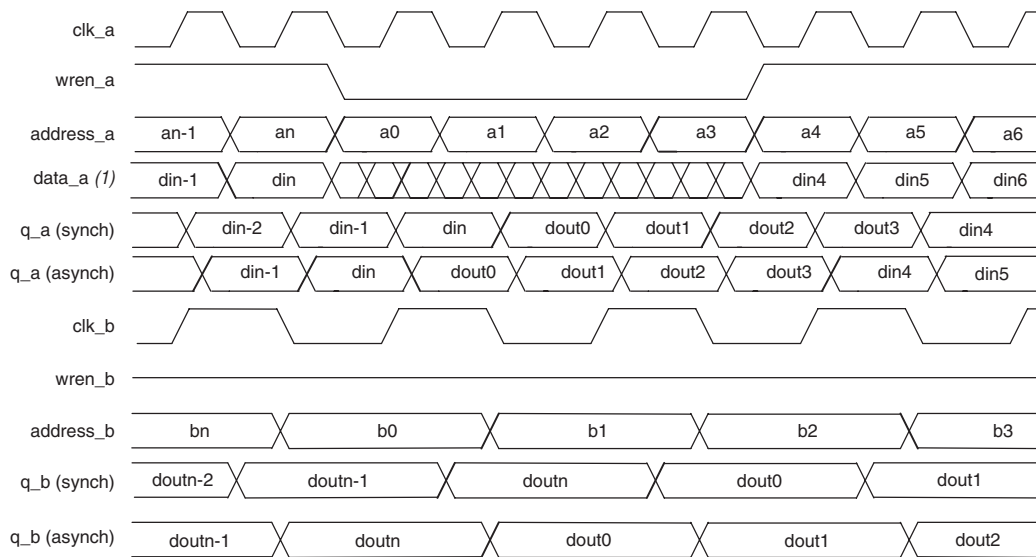 clk_a
wren_a
address_a an-1 an a0 a1 a2 a3 a4 a5 a6
data_a (1) din-1 din din4 din5 din6
q_a (synch) din-2 din-1 din dout0 dout1 dout2 dout3 din4
q_a (asynch) din-1 din dout0 dout1 dout2 dout3 din4 din5
clk_b
wren_b
address_b bn b0 b1 b2 b3
q_b (synch) doutn-2 doutn-1 doutn dout0 dout1
q_b (asynch) doutn-1 doutn dout0 dout1 dout2